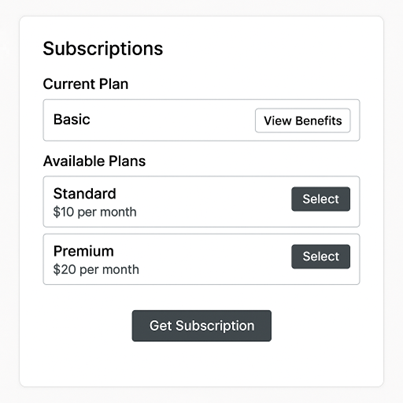 Subscriptions
Current Plan
Basic
View Benefits
Available Plans
Standard
$10 per month
Select
Premium
$20 per month
Select
Get Subscription